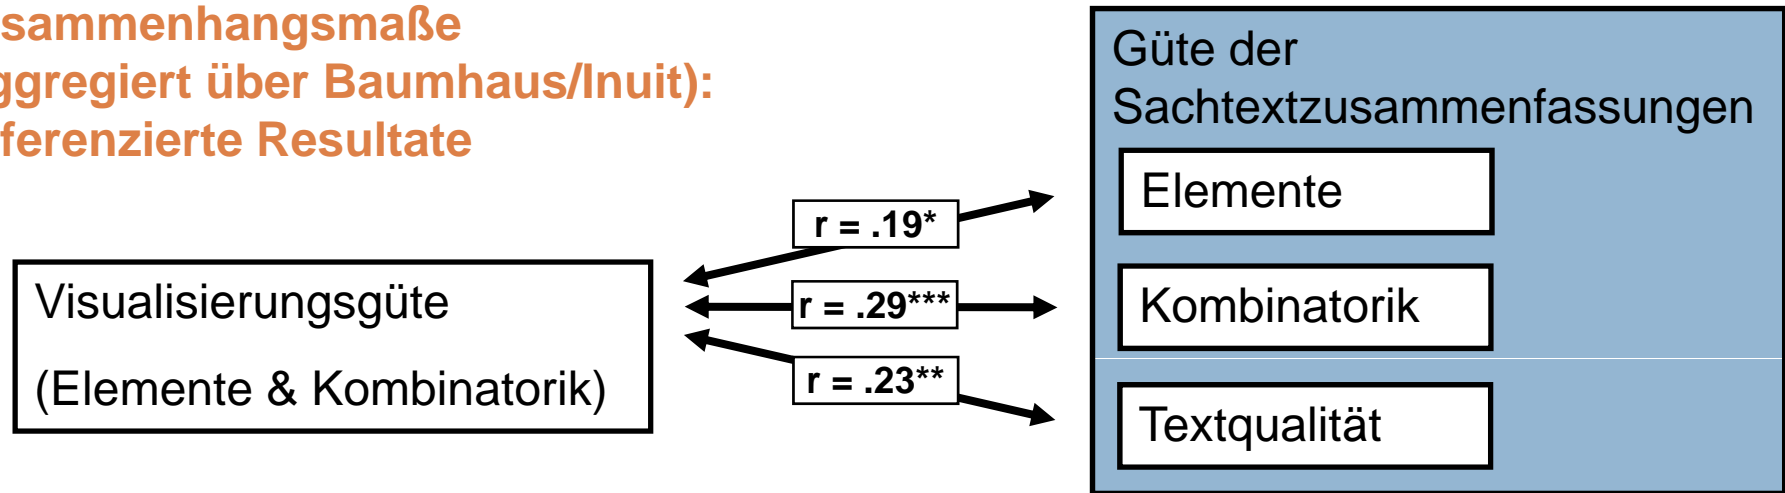 sammenhangsmaße
ggregiert über Baumhaus/Inuit):
ferenzierte Resultate
Güte der
Sachtextzusammenfassungen
Elemente
r = .19*
Visualisierungsgüte
(Elemente & Kombinatorik)
r = .29***
Kombinatorik
r = .23**
Textqualität